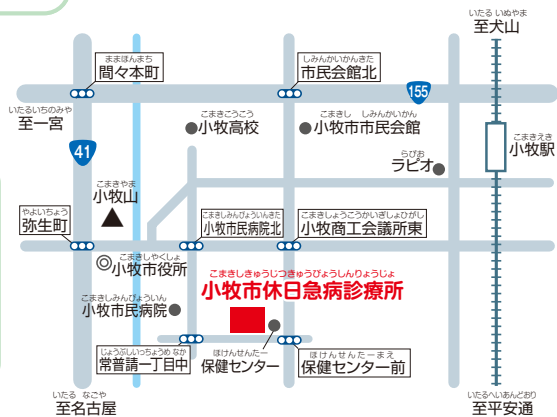 いたる いぬやま
至犬山
ままほんまち
間々本町
しみんかいかんきた
市民会館北
155
いたるいちのみや
至一宮
こまきこうこう
小牧高校
こまきし しみんかいかん
小牧市市民会館
こまきえき
小牧駅
41
らぴお
ラピオ
こまきやま
小牧山
やよいちょう
弥生町
こまきしみんびょういんきた
小牧市民病院北
こまきしょうこうかいぎしょひがし
小牧商工会議所東
こまきしやくしょ
小牧市役所
こまきしきゅうじつきゅうびょうしんりょうじょ
小牧市休日急病診療所
こまきしみんびょういん
小牧市民病院
じょうぶしいっちょうめ なか
常普請一丁目中
ほけんせんたー
保健センター
ほけんせんたーまえ
保健センター前
いたる なごや
至名古屋
いたるへいあんどおり
至平安通